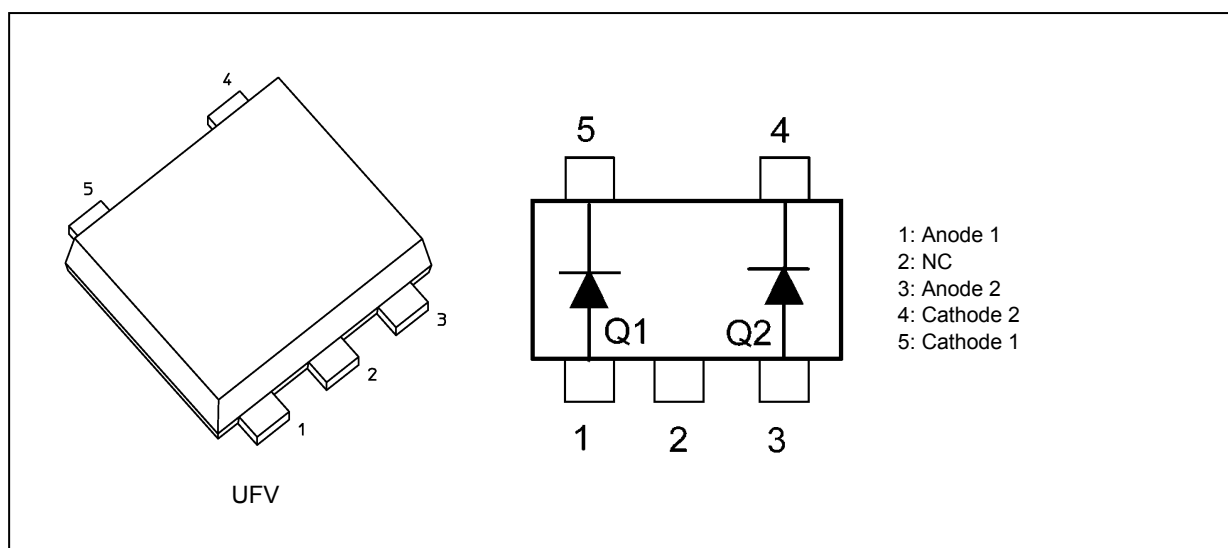 4
5
3
2
1
UFV
5 4
Q1 Q2
1 2 3
1: Anode 1
2: NC
3: Anode 2
4: Cathode 2
5: Cathode 1